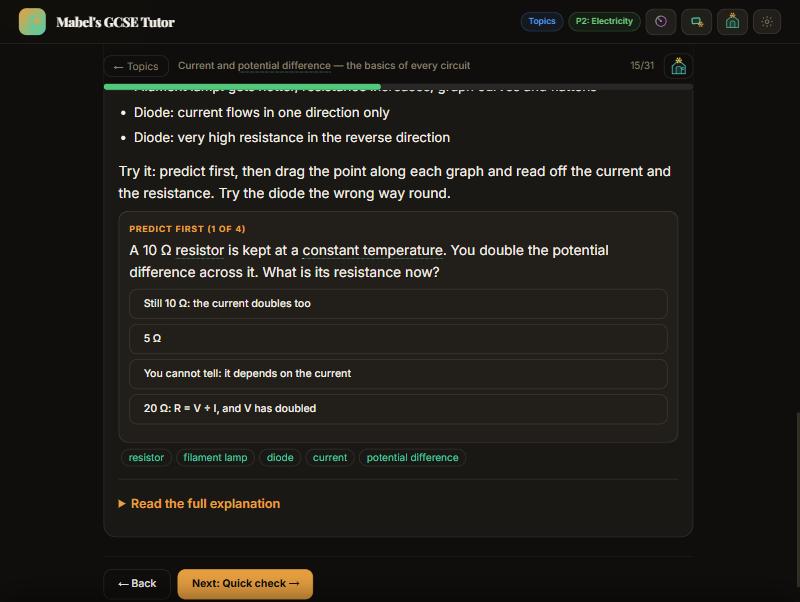 Mabel's GCSE Tutor
Topics
P2: Electricity
← Topics
Current and potential difference — the basics of every circuit
15/31
• Diode: current flows in one direction only
• Diode: very high resistance in the reverse direction
Try it: predict first, then drag the point along each graph and read off the current and
the resistance. Try the diode the wrong way round.
PREDICT FIRST (1 OF 4)
A 10 Ω resistor is kept at a constant temperature. You double the potential
difference across it. What is its resistance now?
Still 10 Ω: the current doubles too
5 Ω
You cannot tell: it depends on the current
20 Ω: R = V ÷ I, and V has doubled
resistor
filament lamp
diode
current
potential difference
▶ Read the full explanation
← Back
Next: Quick check →